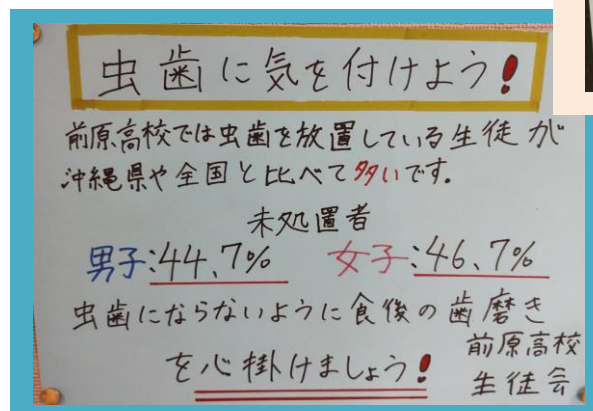 虫歯に気を付けよう!
前原高校では虫歯を放置している生徒が
沖縄県や全国と比べて多いです。
未処置者
男子:44、7% 女子:46、7%
虫歯にならないように食後の歯磨き
を心掛けましょう!
前原高校
生徒会